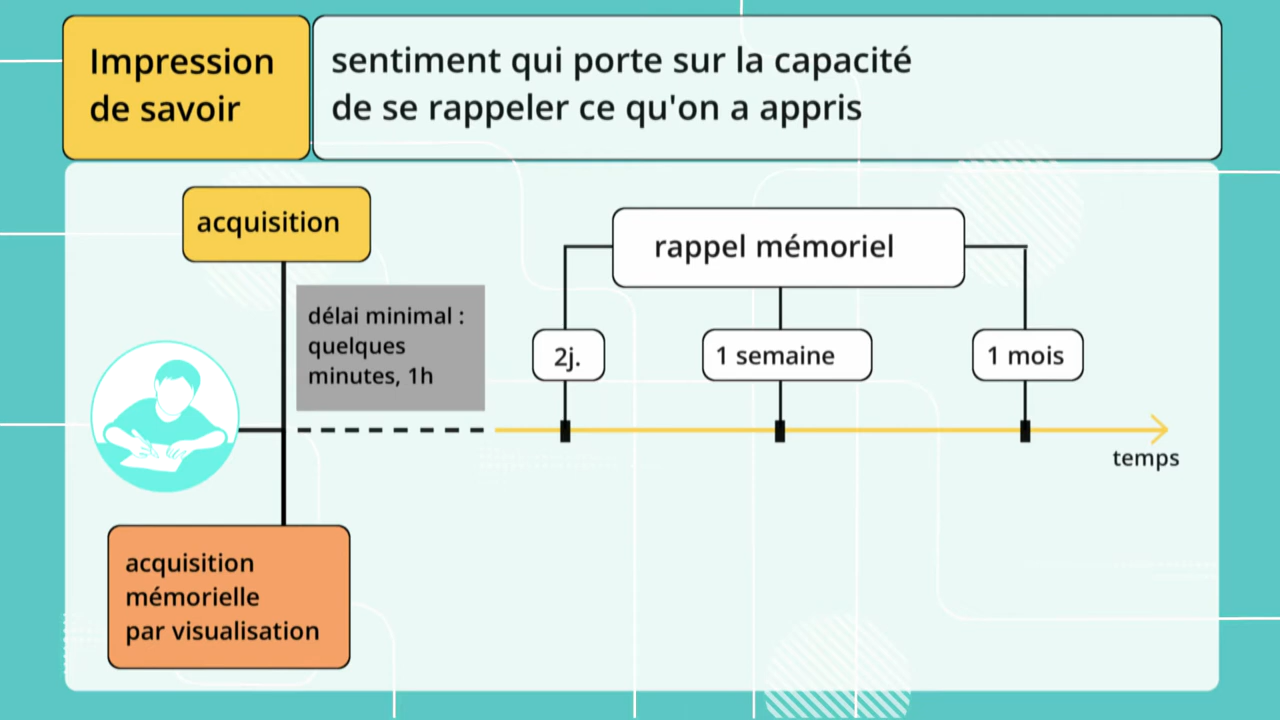 Impression
de savoir
sentiment qui porte sur la capacité
de se rappeler ce qu'on a appris
acquisition
rappel mémoriel
délai minimal :
quelques
minutes, 1h
2j.
1 semaine
1 mois
temps
acquisition
mémorielle
par visualisation